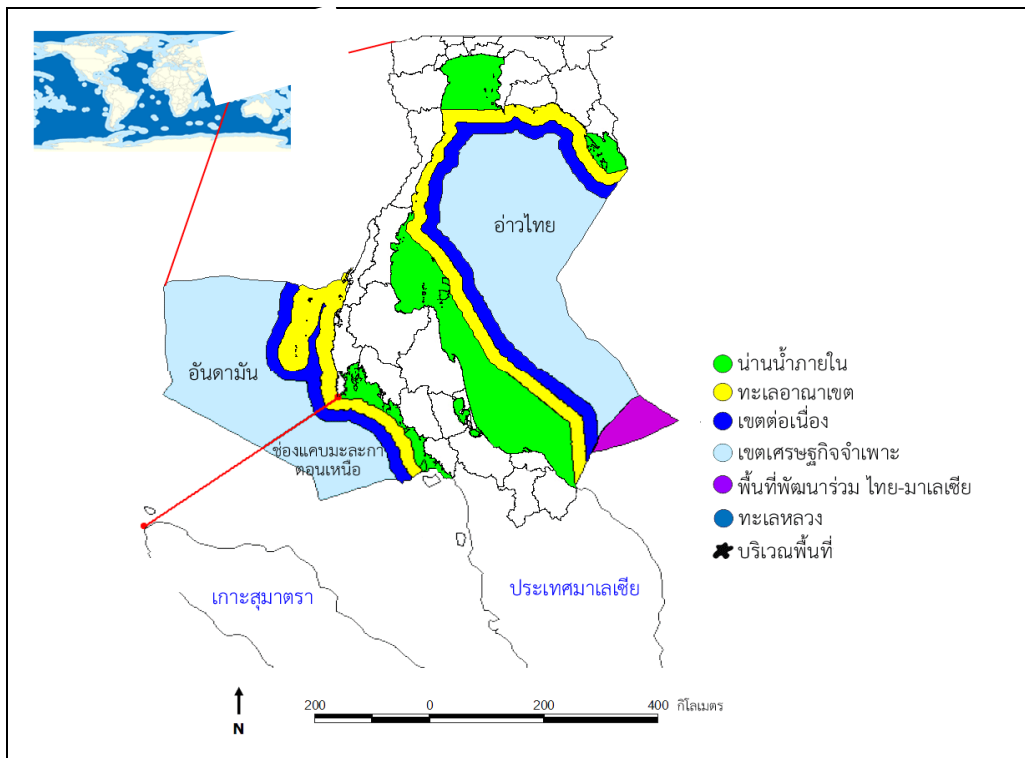 อ่าวไทย
อันดามัน
ช่องแคบมะละกา
ตอนเหนือ
น่านน้ำภายใน
ทะเลอาณาเขต
เขตต่อเนื่อง
เขตเศรษฐกิจจำเพาะ
พื้นที่พัฒนาร่วม ไทย-มาเลเซีย
ทะเลหลวง
บริเวณพื้นที่
เกาะสุมาตรา
ประเทศมาเลเซีย
N
200 0 200 400 กิโลเมตร